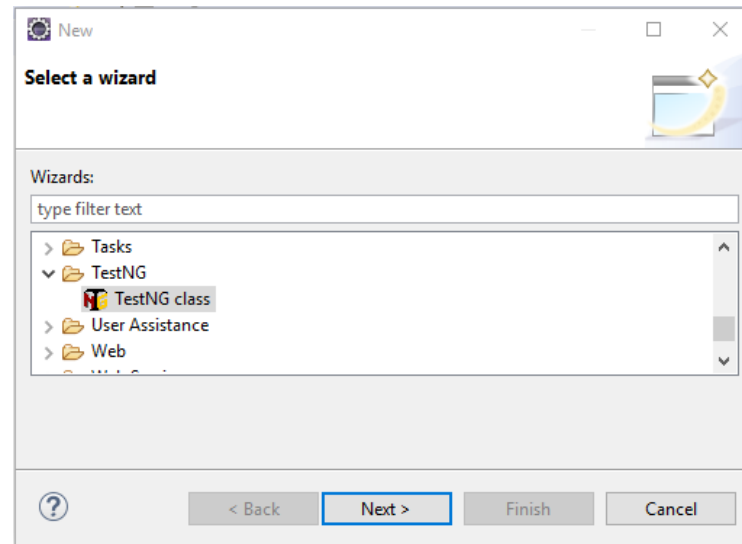 New
Select a wizard
Wizards:
type filter text
Tasks
TestNG
TestNG class
User Assistance
Web
< Back Next > Finish Cancel